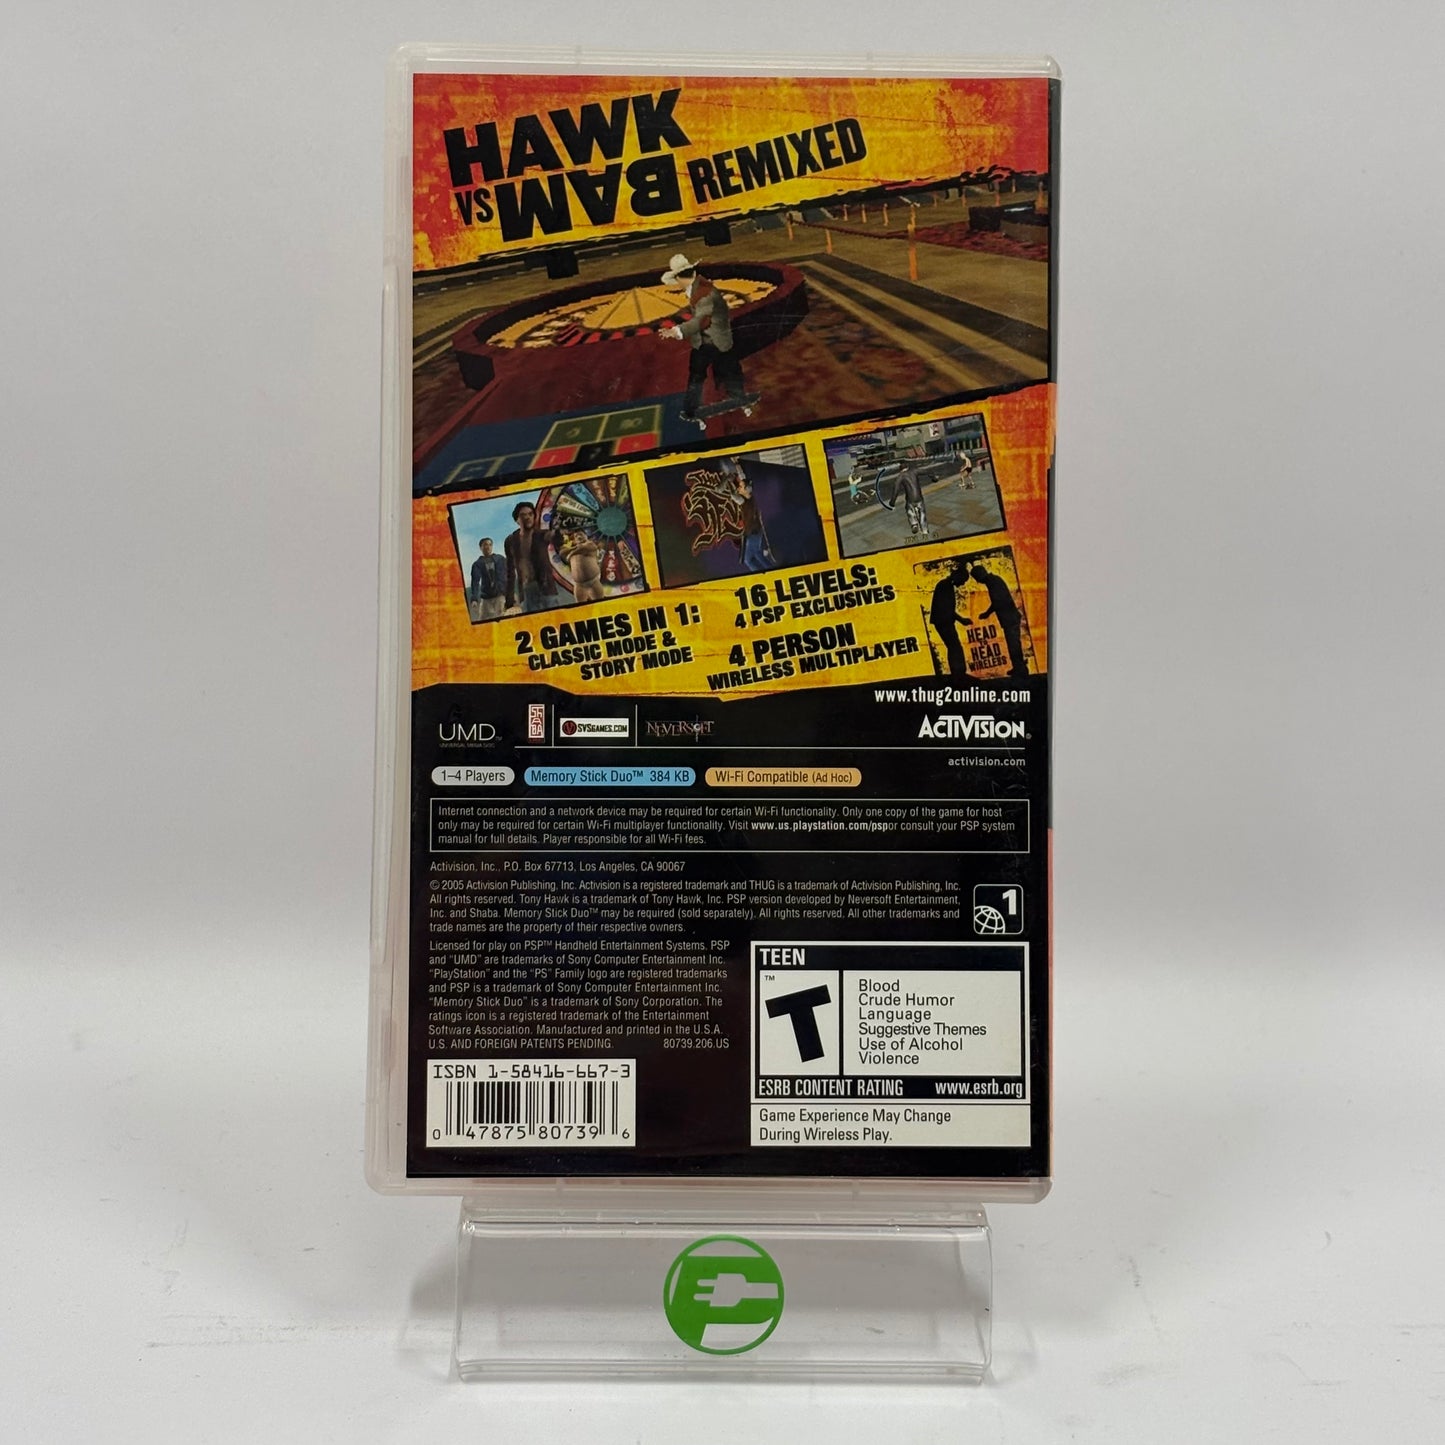 HAWK
VS BAM REMIXED
2 GAMES IN 1:
CLASSIC MODE &
STORY MODE
16 LEVELS:
4 PSP EXCLUSIVES
4 PERSON
WIRELESS MULTIPLAYER
HEAD
TO
HEAD
WIRELESS
www.thug2online.com
UMD™
UNIVERSAL MEDIA DISC
SHABA
SVSGAMES.COM
NEVERSOFT
ACTIVISION®
activision.com
1–4 Players
Memory Stick Duo™ 384 KB
Wi-Fi Compatible (Ad Hoc)
Internet connection and a network device may be required for certain Wi-Fi functionality. Only one copy of the game for host
only may be required for certain Wi-Fi multiplayer functionality. Visit www.us.playstation.com/pspor consult your PSP system
manual for full details. Player responsible for all Wi-Fi fees.
Activision, Inc., P.O. Box 67713, Los Angeles, CA 90067
© 2005 Activision Publishing, Inc. Activision is a registered trademark and THUG is a trademark of Activision Publishing, Inc.
All rights reserved. Tony Hawk is a trademark of Tony Hawk, Inc. PSP version developed by Neversoft Entertainment,
Inc. and Shaba. Memory Stick Duo™ may be required (sold separately). All rights reserved. All other trademarks and
trade names are the property of their respective owners.
1
Licensed for play on PSP™ Handheld Entertainment Systems. PSP
and “UMD” are trademarks of Sony Computer Entertainment Inc.
“PlayStation” and the “PS” Family logo are registered trademarks
and PSP is a trademark of Sony Computer Entertainment Inc.
“Memory Stick Duo” is a trademark of Sony Corporation. The
ratings icon is a registered trademark of the Entertainment
Software Association. Manufactured and printed in the U.S.A.
U.S. AND FOREIGN PATENTS PENDING. 80739.206.US
ISBN 1-58416-667-3
0 47875 80739 6
TEEN
™
T
Blood
Crude Humor
Language
Suggestive Themes
Use of Alcohol
Violence
ESRB CONTENT RATING www.esrb.org
Game Experience May Change
During Wireless Play.